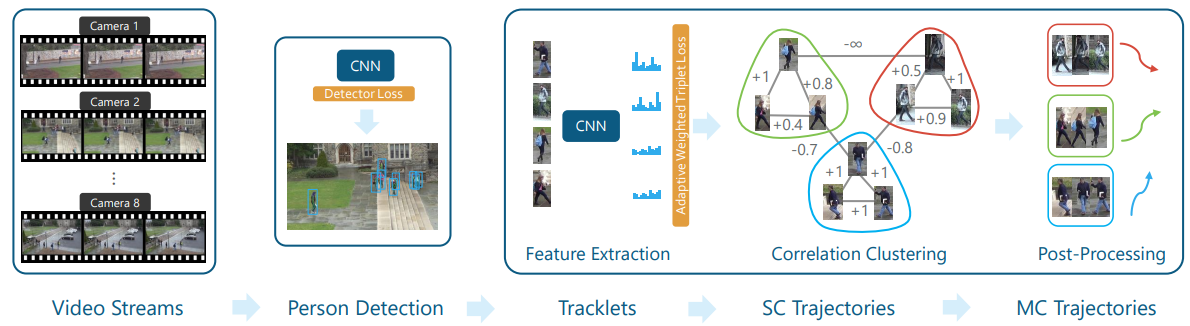 Camera 1
Camera 2
⋮
Camera 8
CNN
Detector Loss
CNN
Adaptive Weighted Triplet Loss
-∞
+1
+0.8
+0.4
+0.5
+1
+0.9
-0.7
-0.8
+1
+1
+1
Feature Extraction
Correlation Clustering
Post-Processing
Video Streams
Person Detection
Tracklets
SC Trajectories
MC Trajectories